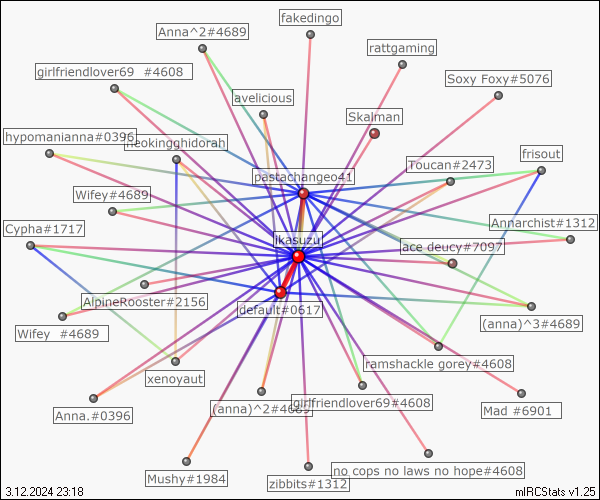 fakedingo
Anna^2#4689
rattgaming
girlfriendlover69 #4608
Soxy Foxy#5076
avelicious
Skalman
hypomanianna#0396
neokingghidorah
frisout
Toucan#2473
pastachangeo41
Wifey#4689
Annarchist#1312
Cypha#1717
ikasuzu
ace deucy#7097
AlpineRooster#2156
default#0617
(anna)^3#4689
Wifey #4689
ramshackle gorey#4608
xenoyaut
girlfriendlover69#4608
(anna)^2#4689
Mad #6901
Anna.#0396
no cops no laws no hope#4608
Mushy#1984
zibbits#1312
3.12.2024 23:18
mIRCStats v1.25